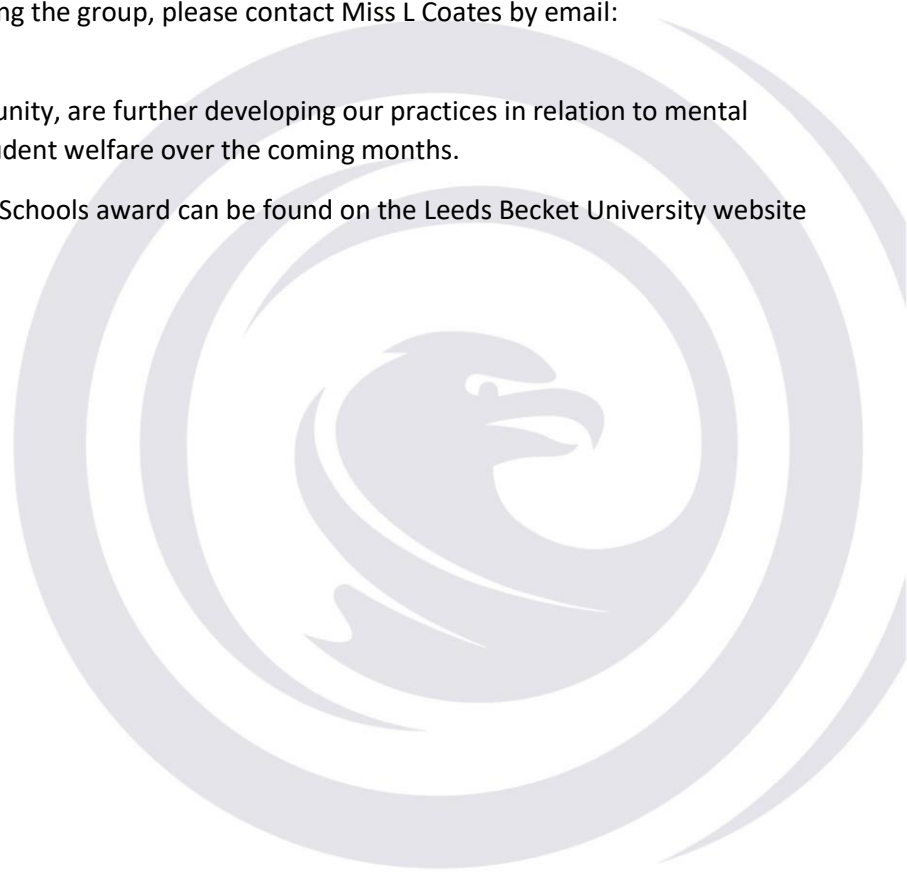 ng the group, please contact Miss L Coates by email:
unity, are further developing our practices in relation to mental
udent welfare over the coming months.
Schools award can be found on the Leeds Becket University website